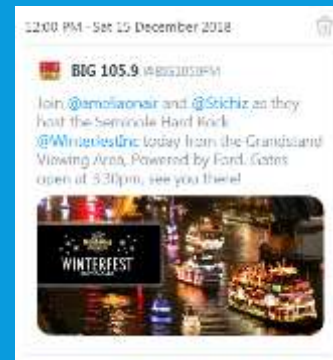 12:00 PM - Sat 15 December 2018
BIG 105.9 @BIG1059FM
Join @ameliaonair and @Stichiz as they
host the Seminole Hard Rock
@WinterfestInc today from the Grandstand
Viewing Area, Powered by Ford. Gates
open at 3:30pm, see you there!
WINTERFEST